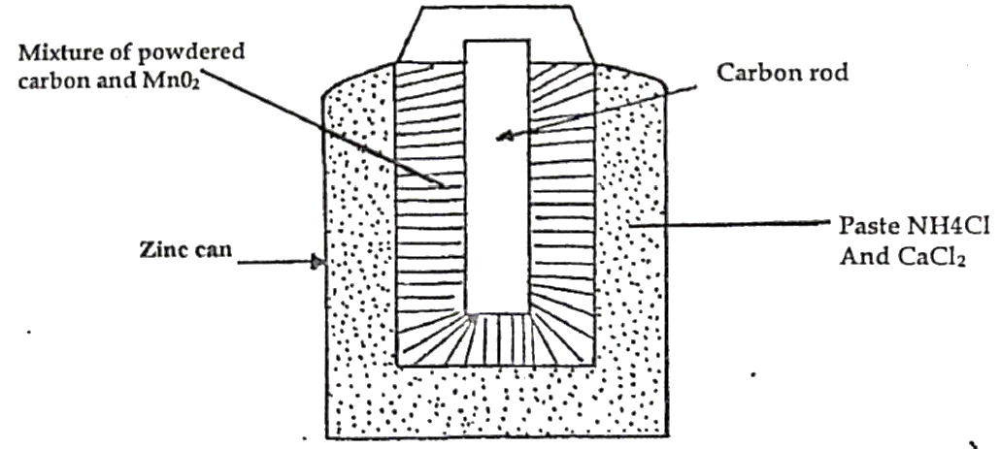 Mixture of powdered
carbon and Mn0₂
Carbon rod
Zinc can
Paste NH4Cl
And CaCl₂